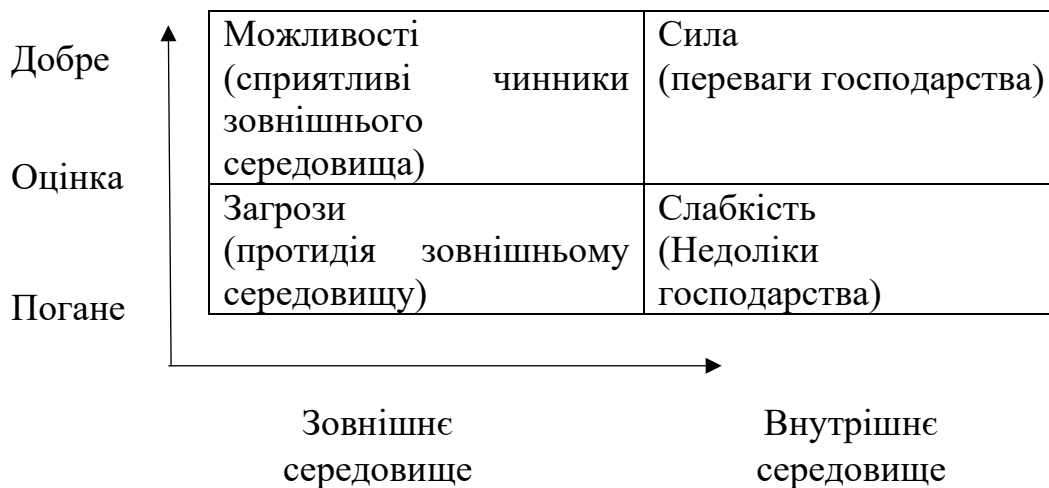 Добре
Можливості
(сприятливі чинники
зовнішнього
середовища)
Сила
(переваги господарства)
Оцінка
Загрози
(протидія зовнішньому
середовищу)
Слабкість
(Недоліки
господарства)
Погане
Зовнішнє
середовище
Внутрішнє
середовище